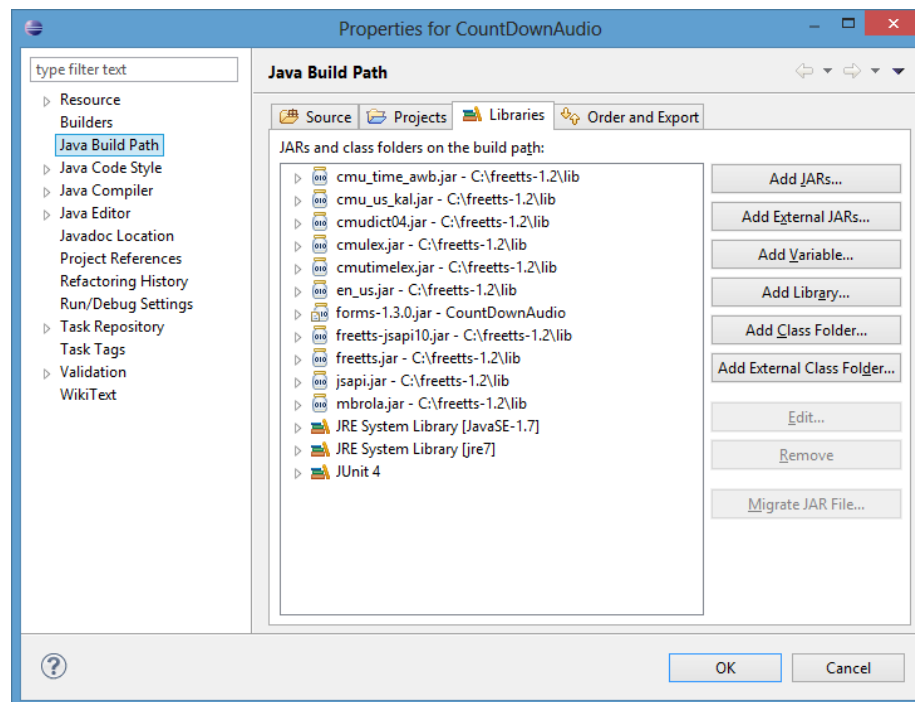 Properties for CountDownAudio
type filter text
Resource
Builders
Java Build Path
Java Code Style
Java Compiler
Java Editor
Javadoc Location
Project References
Refactoring History
Run/Debug Settings
Task Repository
Task Tags
Validation
WikiText
Java Build Path
Source Projects Libraries Order and Export
JARs and class folders on the build path:
cmu_time_awb.jar - C:\freetts-1.2\lib
cmu_us_kal.jar - C:\freetts-1.2\lib
cmudict04.jar - C:\freetts-1.2\lib
cmulex.jar - C:\freetts-1.2\lib
cmutimelex.jar - C:\freetts-1.2\lib
en_us.jar - C:\freetts-1.2\lib
forms-1.3.0.jar - CountDownAudio
freetts-jsapi10.jar - C:\freetts-1.2\lib
freetts.jar - C:\freetts-1.2\lib
jsapi.jar - C:\freetts-1.2\lib
mbrola.jar - C:\freetts-1.2\lib
JRE System Library [JavaSE-1.7]
JRE System Library [jre7]
JUnit 4
Add JARs...
Add External JARs...
Add Variable...
Add Library...
Add Class Folder...
Add External Class Folder...
Edit...
Remove
Migrate JAR File...
OK Cancel